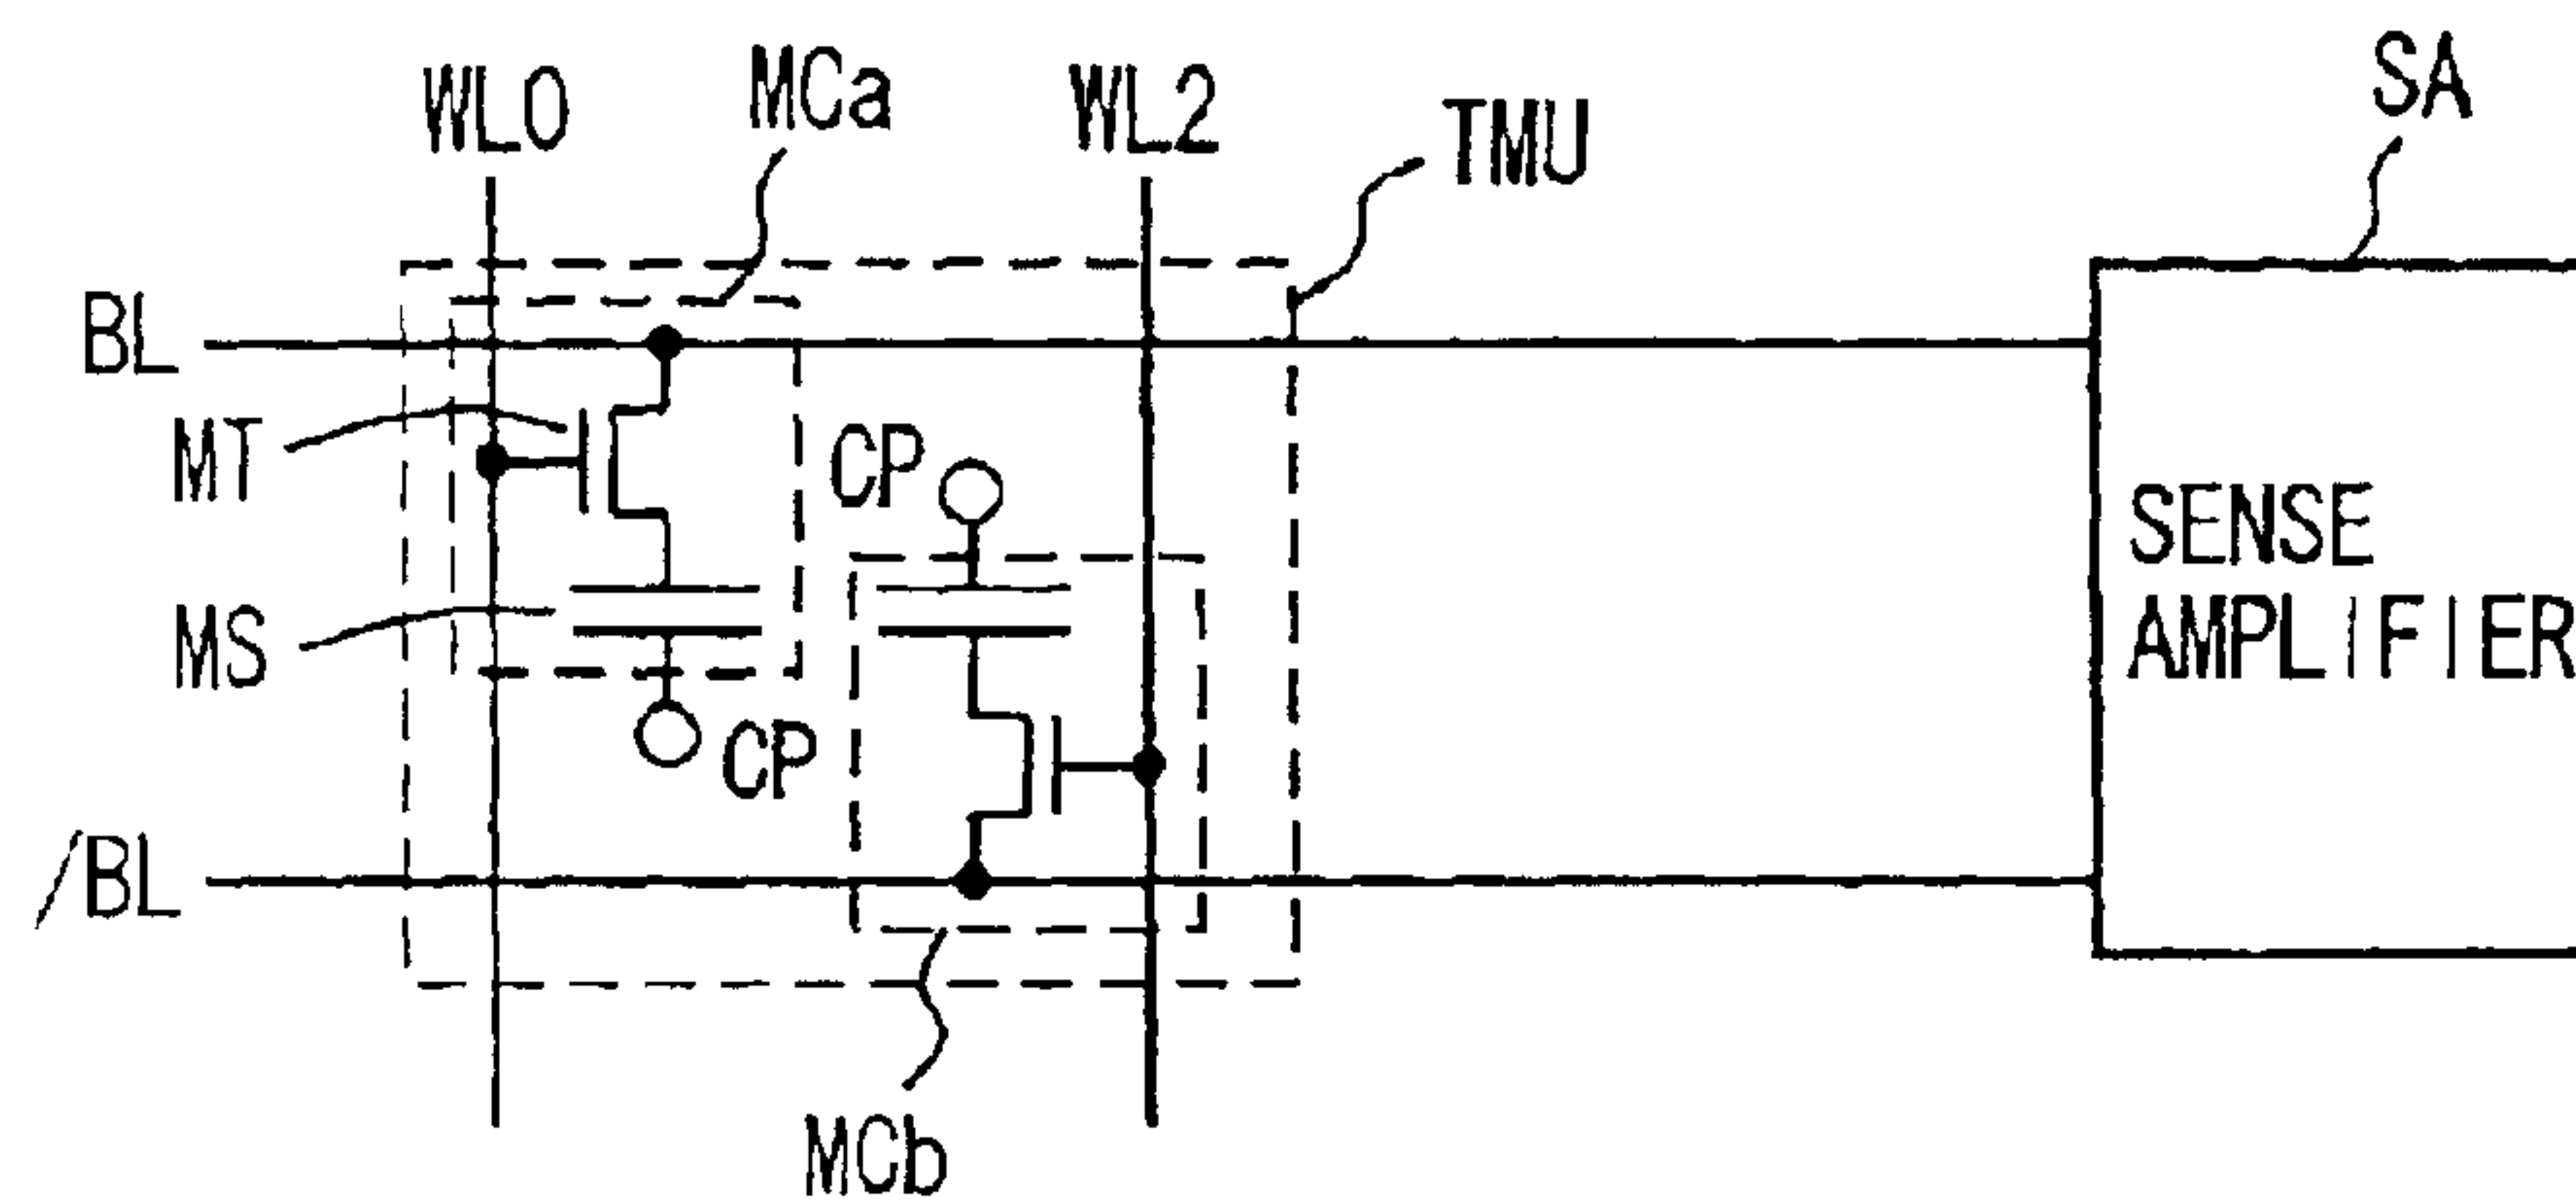 WL0
MCa
WL2
TMU
SA
BL
MT
CP
MS
CP
SENSE
AMPLIFIER
/BL
MCb